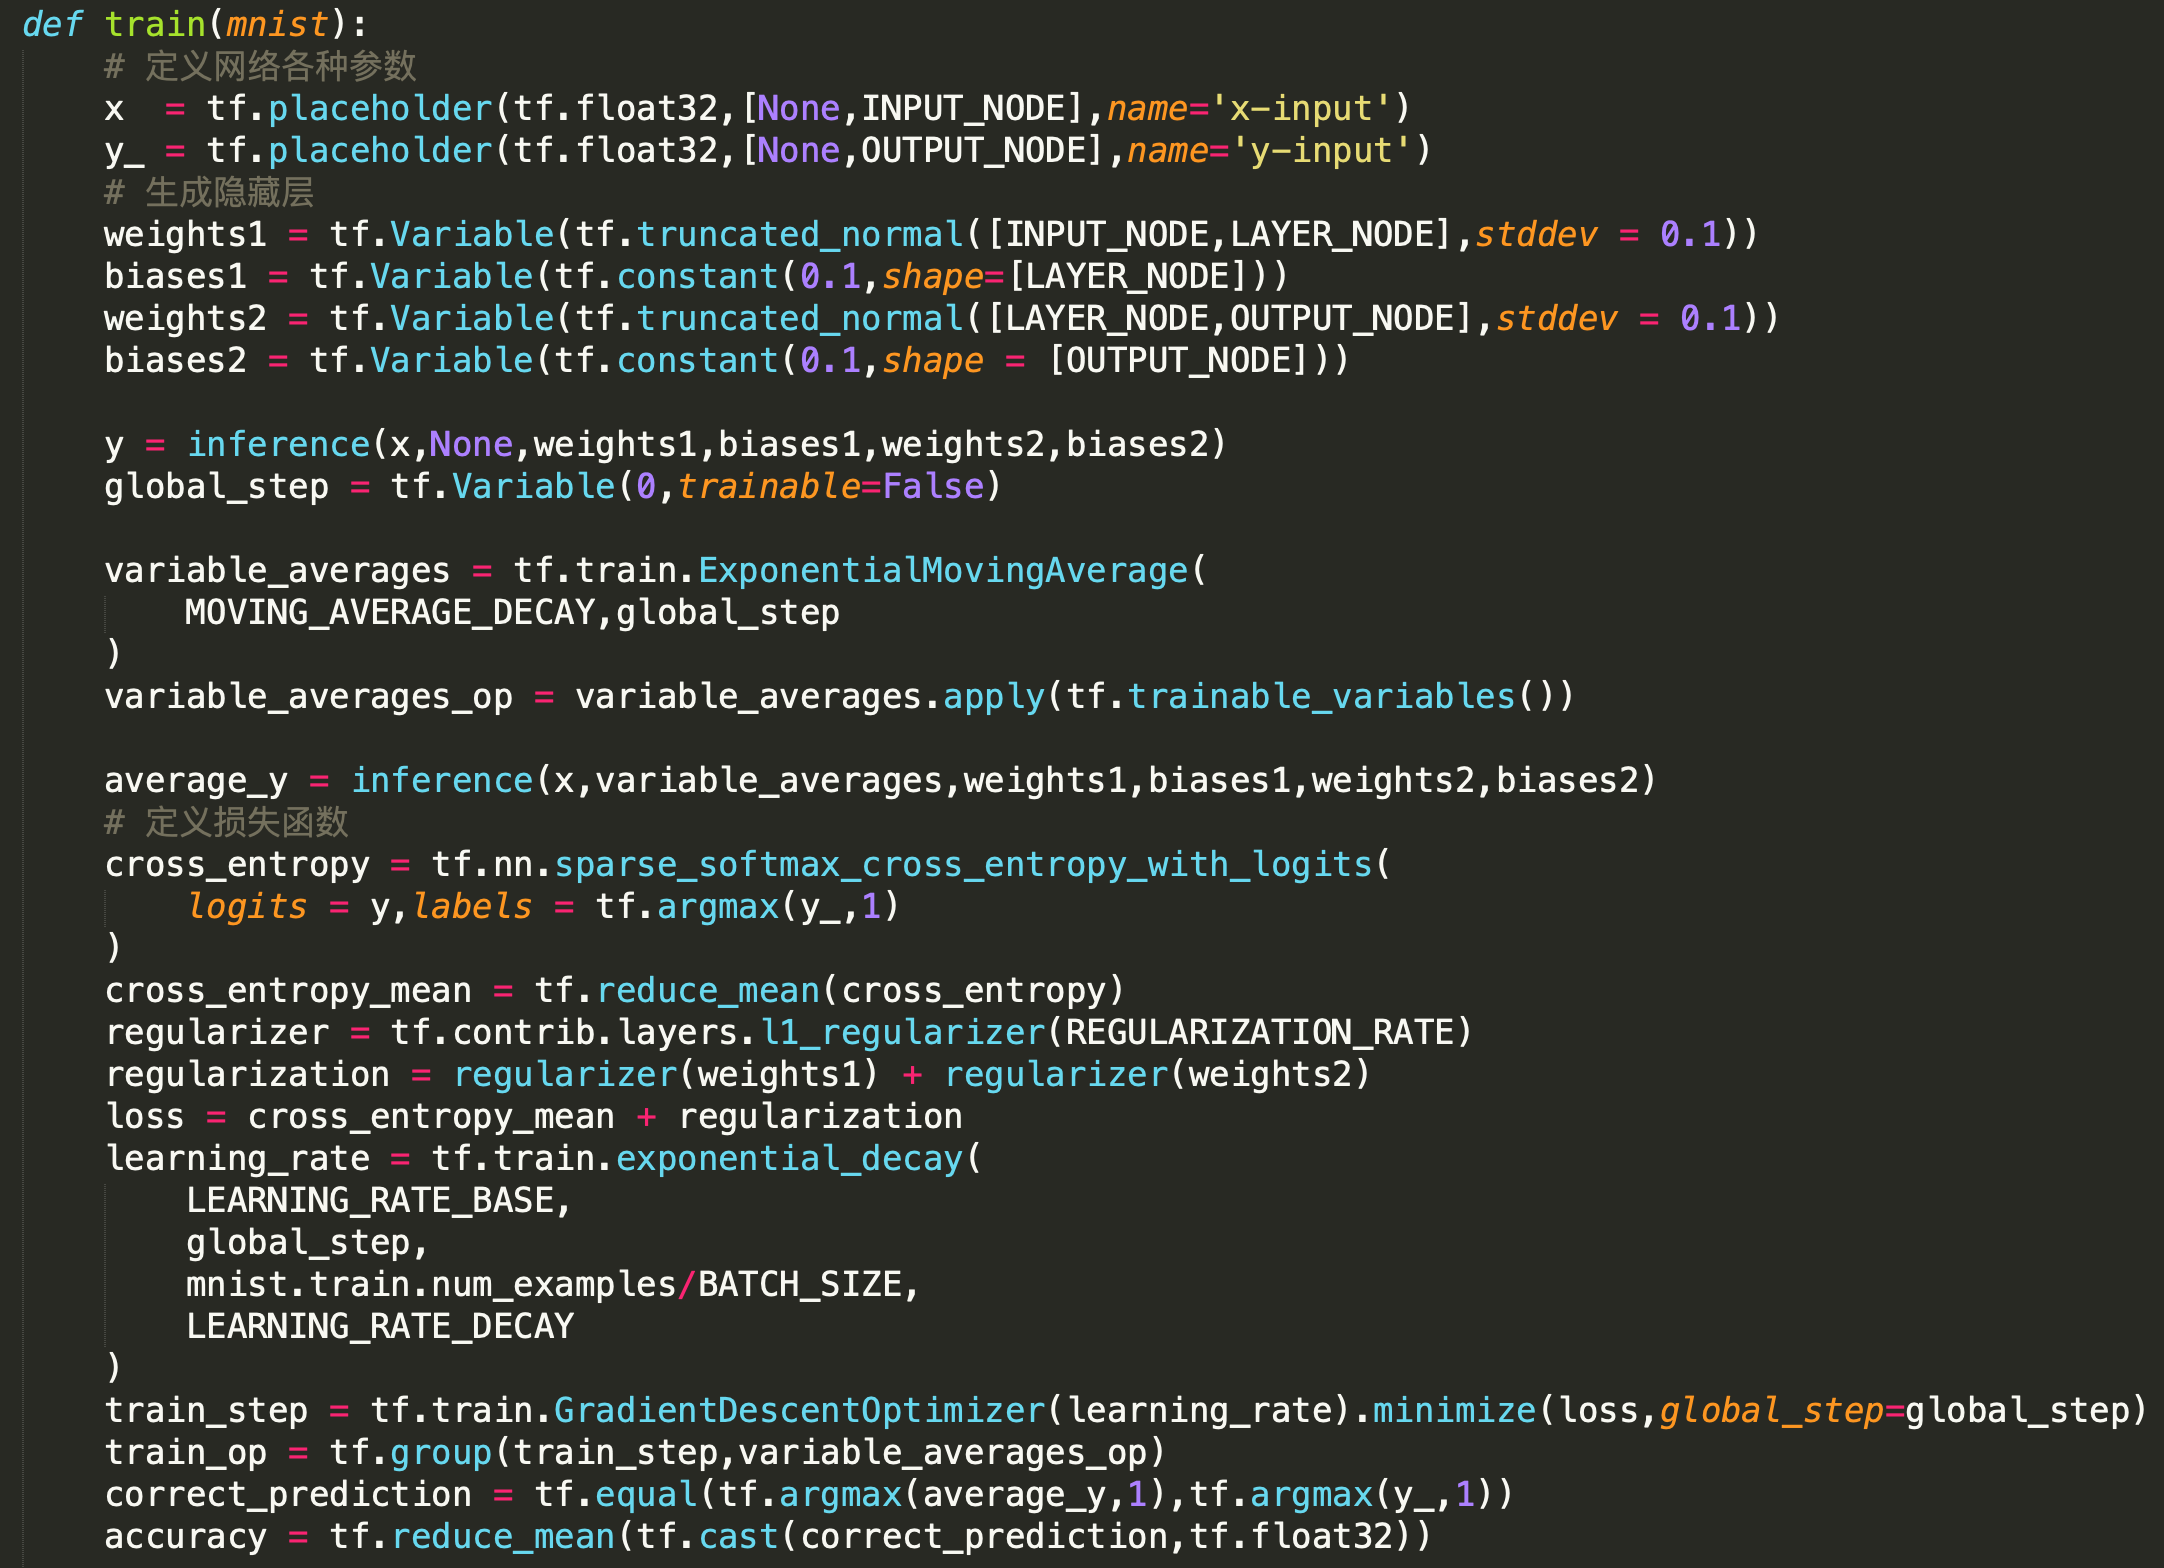 def train(mnist):
    # 定义网络各种参数
    x  = tf.placeholder(tf.float32,[None,INPUT_NODE],name='x-input')
    y_ = tf.placeholder(tf.float32,[None,OUTPUT_NODE],name='y-input')
    # 生成隐藏层
    weights1 = tf.Variable(tf.truncated_normal([INPUT_NODE,LAYER_NODE],stddev = 0.1))
    biases1 = tf.Variable(tf.constant(0.1,shape=[LAYER_NODE]))
    weights2 = tf.Variable(tf.truncated_normal([LAYER_NODE,OUTPUT_NODE],stddev = 0.1))
    biases2 = tf.Variable(tf.constant(0.1,shape = [OUTPUT_NODE]))

    y = inference(x,None,weights1,biases1,weights2,biases2)
    global_step = tf.Variable(0,trainable=False)

    variable_averages = tf.train.ExponentialMovingAverage(
        MOVING_AVERAGE_DECAY,global_step
    )
    variable_averages_op = variable_averages.apply(tf.trainable_variables())

    average_y = inference(x,variable_averages,weights1,biases1,weights2,biases2)
    # 定义损失函数
    cross_entropy = tf.nn.sparse_softmax_cross_entropy_with_logits(
        logits = y,labels = tf.argmax(y_,1)
    )
    cross_entropy_mean = tf.reduce_mean(cross_entropy)
    regularizer = tf.contrib.layers.l1_regularizer(REGULARIZATION_RATE)
    regularization = regularizer(weights1) + regularizer(weights2)
    loss = cross_entropy_mean + regularization
    learning_rate = tf.train.exponential_decay(
        LEARNING_RATE_BASE,
        global_step,
        mnist.train.num_examples/BATCH_SIZE,
        LEARNING_RATE_DECAY
    )
    train_step = tf.train.GradientDescentOptimizer(learning_rate).minimize(loss,global_step=global_step)
    train_op = tf.group(train_step,variable_averages_op)
    correct_prediction = tf.equal(tf.argmax(average_y,1),tf.argmax(y_,1))
    accuracy = tf.reduce_mean(tf.cast(correct_prediction,tf.float32))